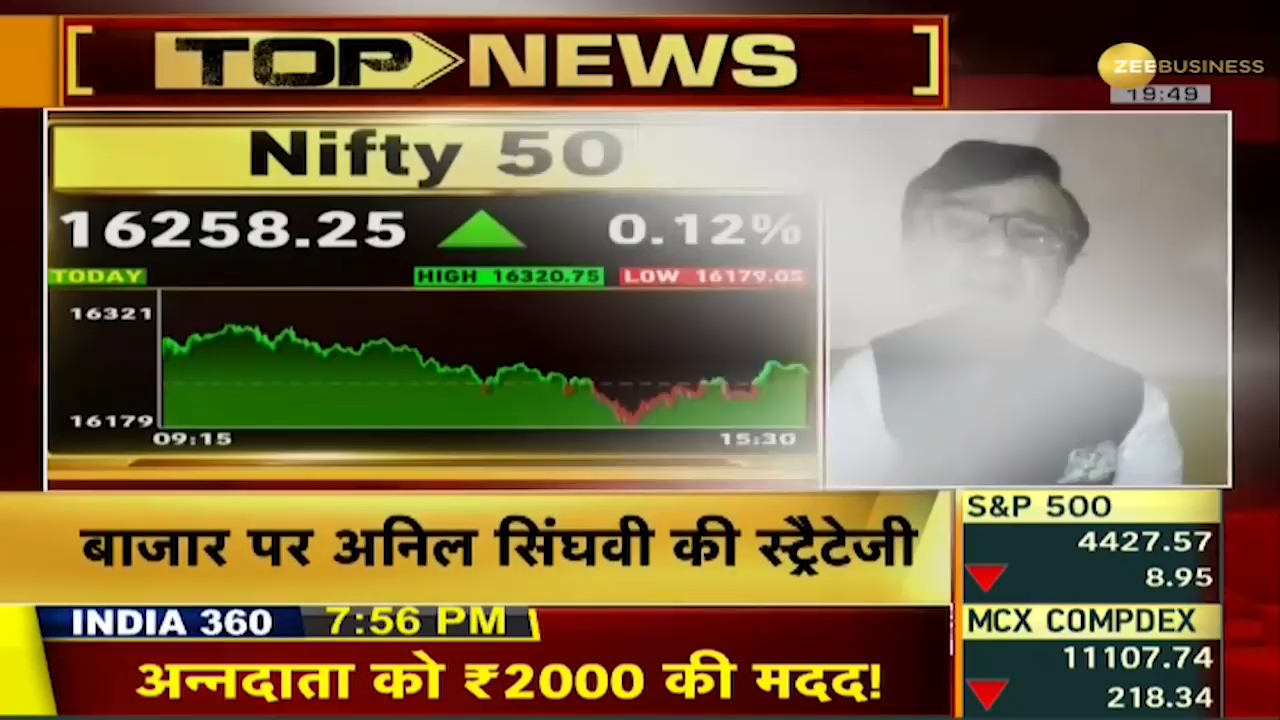 TOP NEWS
ZEEBUSINESS
19:49
Nifty 50
16258.25 0.12%
TODAY HIGH 16320.75 LOW 16179.05
16321
16179
09:15 15:30
बाजार पर अनिल सिंघवी की स्ट्रैटेजी
S&P 500
4427.57
8.95
INDIA 360 7:56 PM
अन्नदाता को ₹2000 की मदद!
MCX COMPDEX
11107.74
218.34